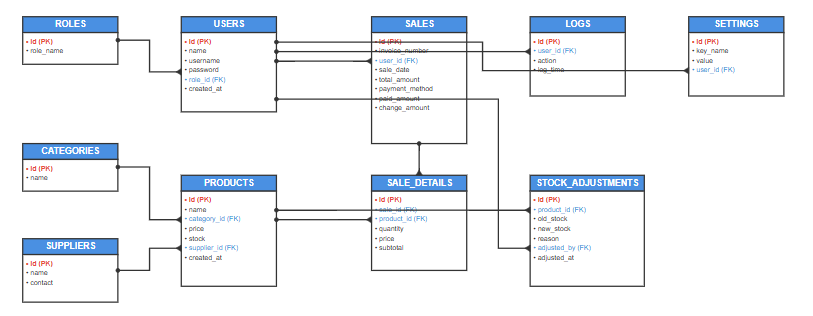 ROLES
• id (PK)
• role_name
USERS
• id (PK)
• name
• username
• password
• role_id (FK)
• created_at
SALES
• id (PK)
• invoice_number
• user_id (FK)
• sale_date
• total_amount
• payment_method
• paid_amount
• change_amount
LOGS
• id (PK)
• user_id (FK)
• action
• log_time
SETTINGS
• id (PK)
• key_name
• value
• user_id (FK)
CATEGORIES
• id (PK)
• name
PRODUCTS
• id (PK)
• name
• category_id (FK)
• price
• stock
• supplier_id (FK)
• created_at
SALE_DETAILS
• id (PK)
• sale_id (FK)
• product_id (FK)
• quantity
• price
• subtotal
STOCK_ADJUSTMENTS
• id (PK)
• product_id (FK)
• old_stock
• new_stock
• reason
• adjusted_by (FK)
• adjusted_at
SUPPLIERS
• id (PK)
• name
• contact